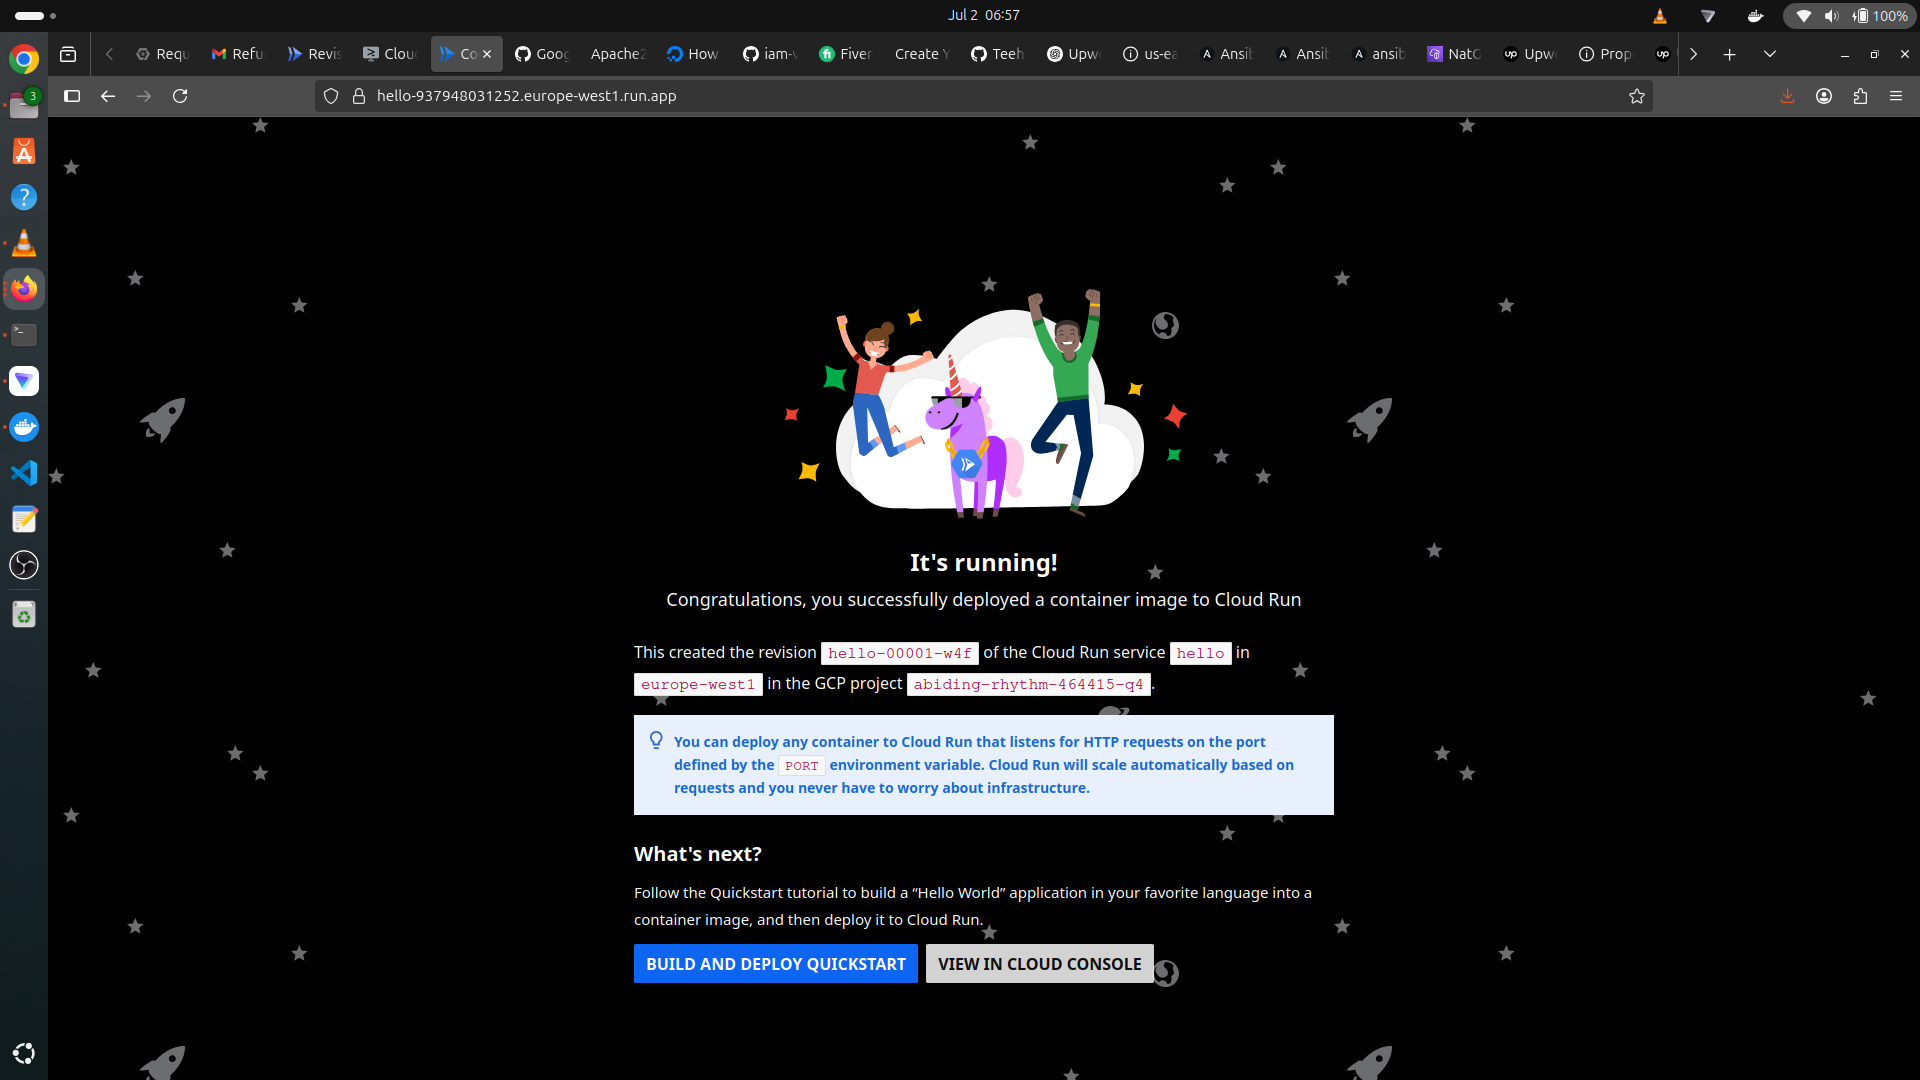 Jul 2 06:57
100%
Requ
Refu
Revis
Clou
Co
Goog
Apache2
How
iam-v
Fiver
Create Y
Teeh
Upwo
us-ea
Ansib
Ansib
ansib
NatG
Upwo
Prop
3
hello-937948031252.europe-west1.run.app
It's running!
Congratulations, you successfully deployed a container image to Cloud Run
This created the revision hello-00001-w4f of the Cloud Run service hello in
europe-west1 in the GCP project abiding-rhythm-464415-q4.
You can deploy any container to Cloud Run that listens for HTTP requests on the port
defined by the PORT environment variable. Cloud Run will scale automatically based on
requests and you never have to worry about infrastructure.
What's next?
Follow the Quickstart tutorial to build a “Hello World” application in your favorite language into a
container image, and then deploy it to Cloud Run.
BUILD AND DEPLOY QUICKSTART
VIEW IN CLOUD CONSOLE